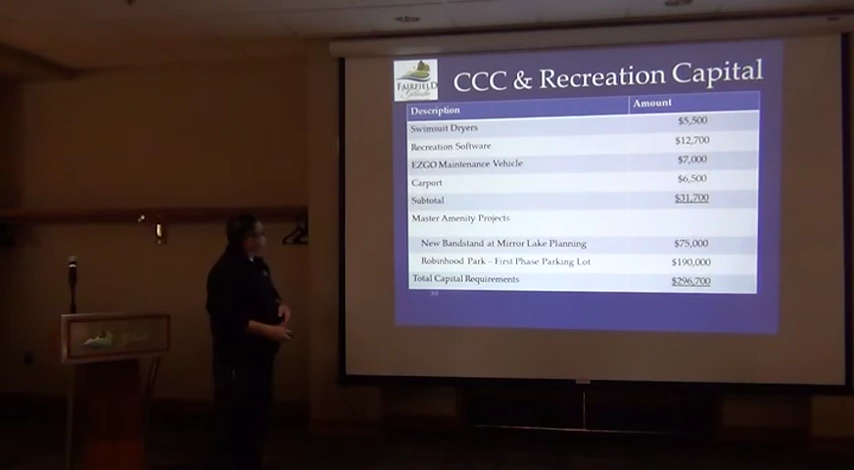 FAIRFIELD
Glade
CCC & Recreation Capital
Description Amount
Swimsuit Dryers $5,500
Recreation Software $12,700
EZGO Maintenance Vehicle $7,000
Carport $6,500
Subtotal $31,700
Master Amenity Projects
New Bandstand at Mirror Lake Planning $75,000
Robinhood Park – First Phase Parking Lot $190,000
Total Capital Requirements $296,700